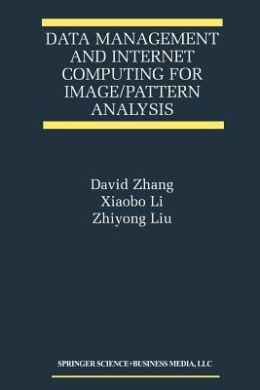 DATA MANAGEMENT
AND INTERNET
COMPUTING FOR
IMAGE/PATTERN
ANALYSIS
David Zhang
Xiaobo Li
Zhiyong Liu
SPRINGER SCIENCE+BUSINESS MEDIA, LLC